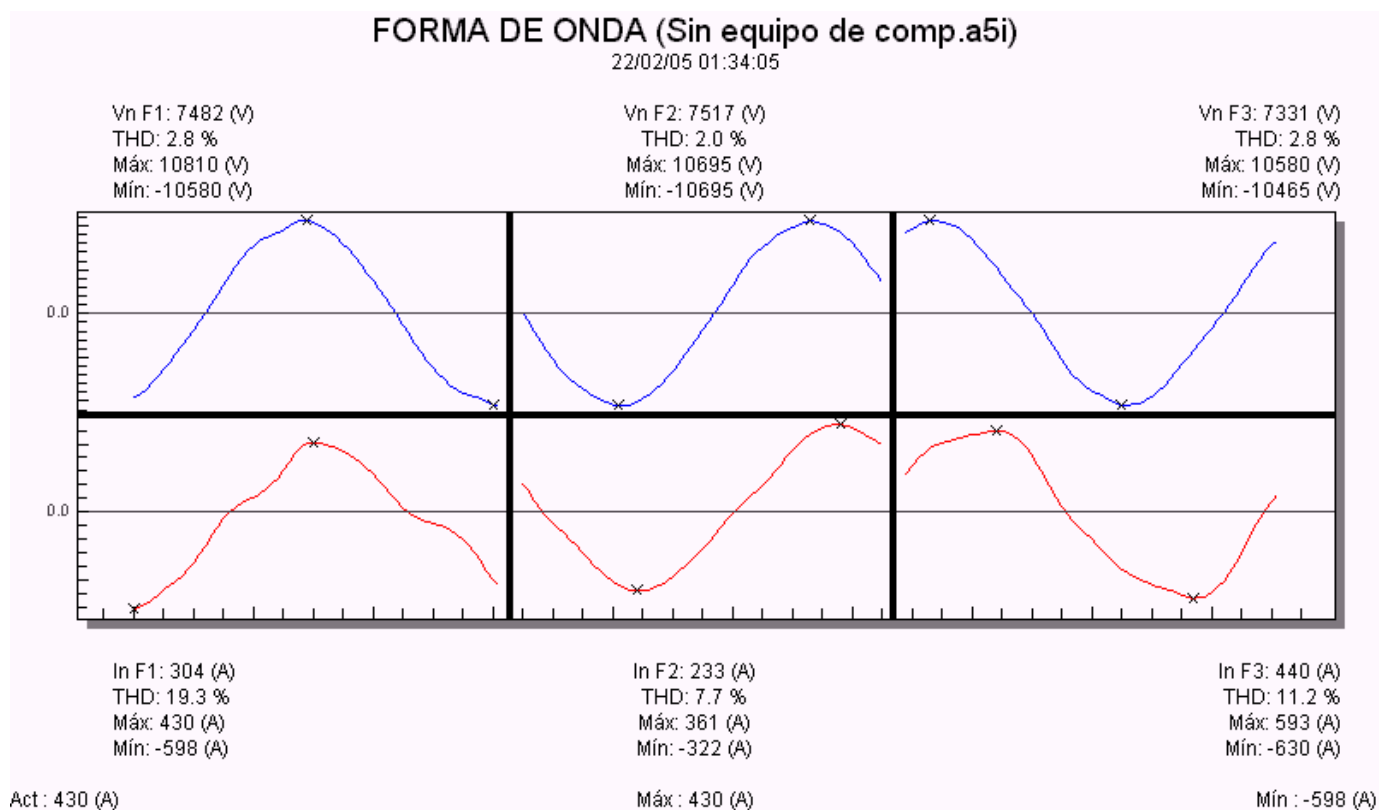 FORMA DE ONDA (Sin equipo de comp.a5i)
22/02/05 01:34:05
Vn F1: 7482 (V) Vn F2: 7517 (V) Vn F3: 7331 (V)
THD: 2.8 % THD: 2.0 % THD: 2.8 %
Máx: 10810 (V) Máx: 10695 (V) Máx: 10580 (V)
Mín: -10580 (V) Mín: -10695 (V) Mín: -10465 (V)
0.0
0.0
In F1: 304 (A) In F2: 233 (A) In F3: 440 (A)
THD: 19.3 % THD: 7.7 % THD: 11.2 %
Máx: 430 (A) Máx: 361 (A) Máx: 593 (A)
Mín: -598 (A) Mín: -322 (A) Mín: -630 (A)
Act : 430 (A) Máx : 430 (A) Mín : -598 (A)